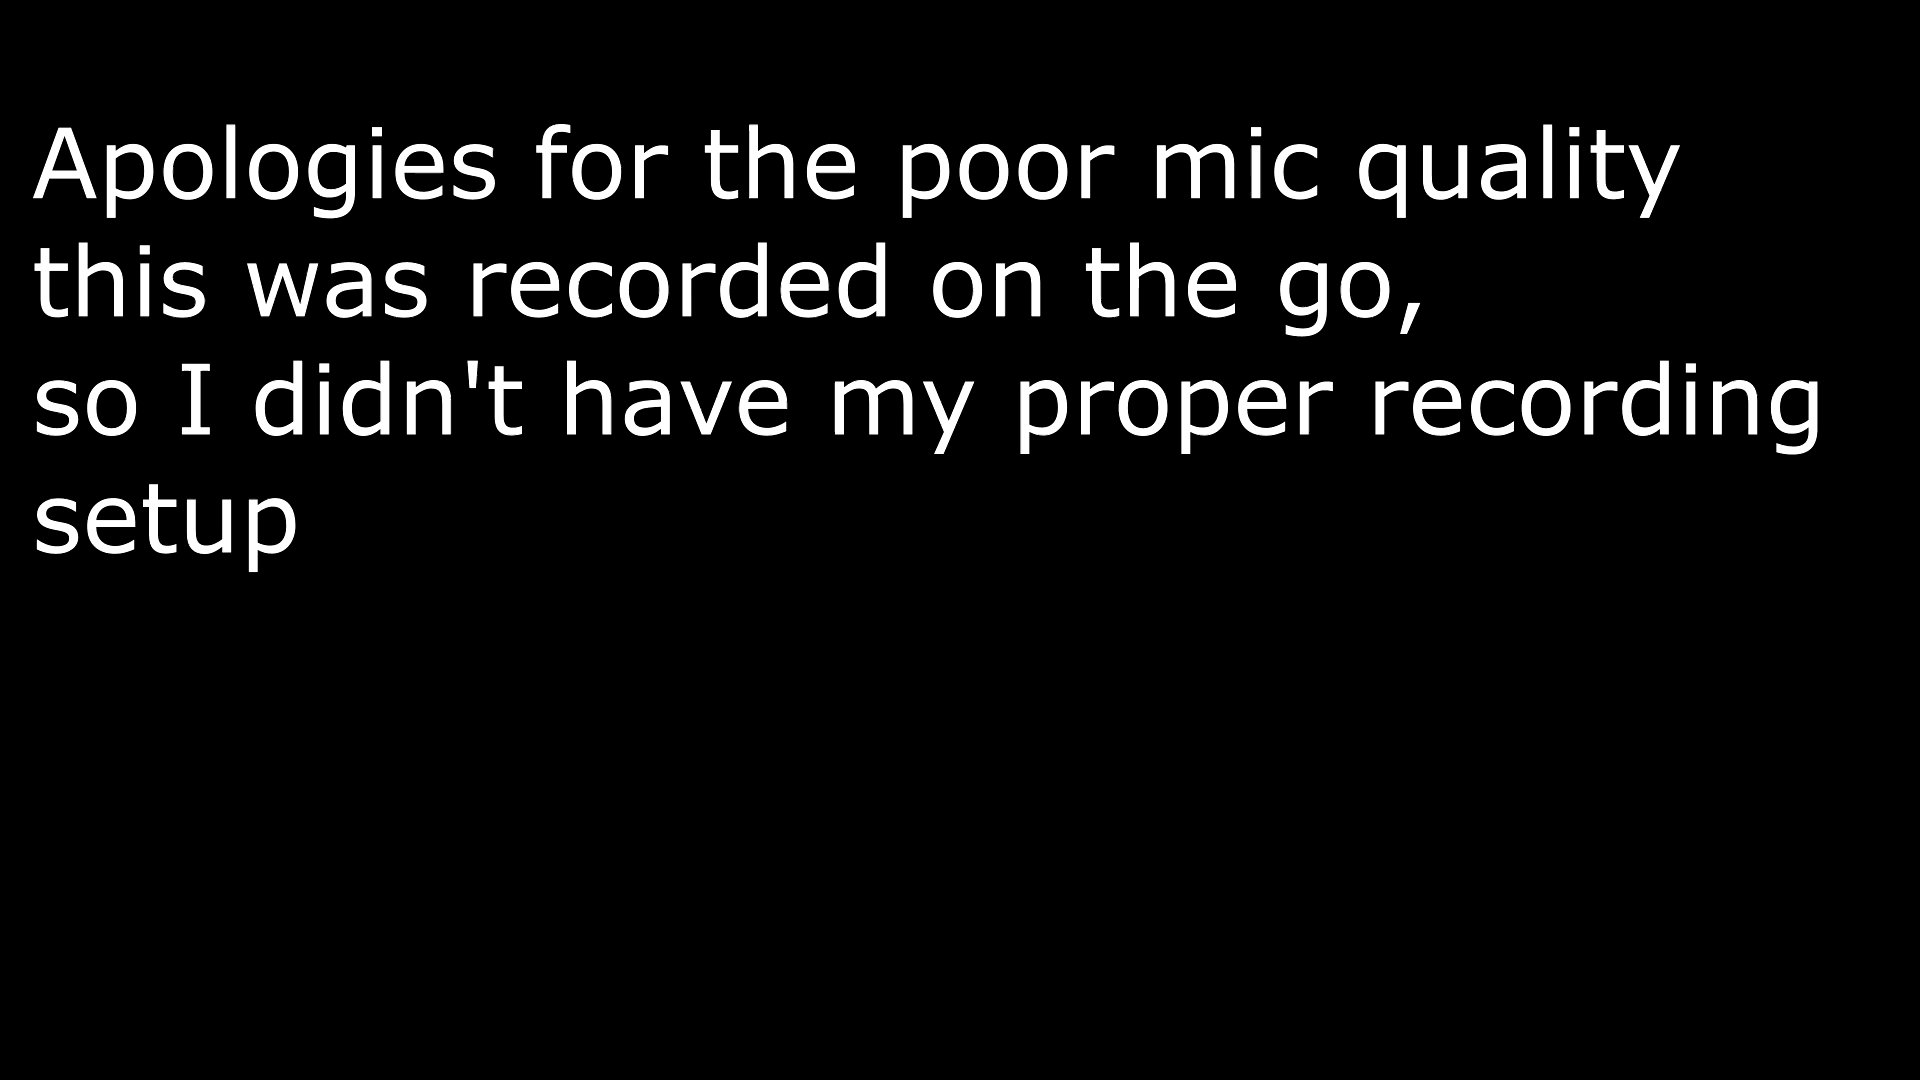 Apologies for the poor mic quality
this was recorded on the go,
so I didn't have my proper recording
setup